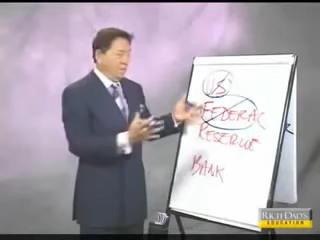 US
FEDERAL
RESERVE
BANK
RICH DAD'S
EDUCATION